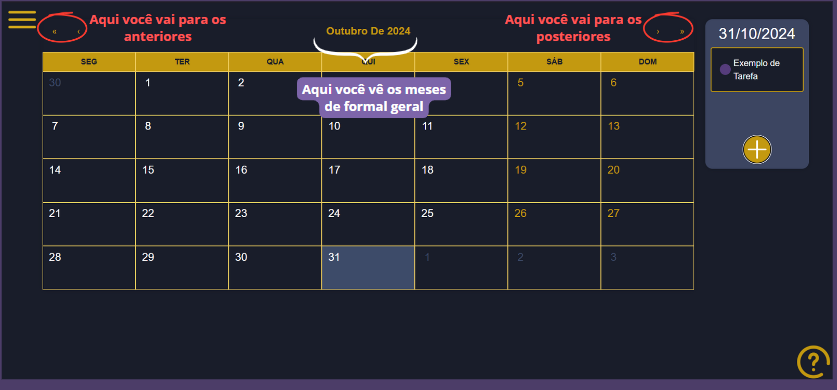 Aqui você vai para os
anteriores
« ‹
Outubro De 2024
Aqui você vai para os
posteriores
› »
SEG TER QUA QUI SEX SÁB DOM
30 1 2 5 6
Aqui você vê os meses
de formal geral
7 8 9 10 11 12 13
14 15 16 17 18 19 20
21 22 23 24 25 26 27
28 29 30 31 1 2 3
31/10/2024
Exemplo de
Tarefa
+
?